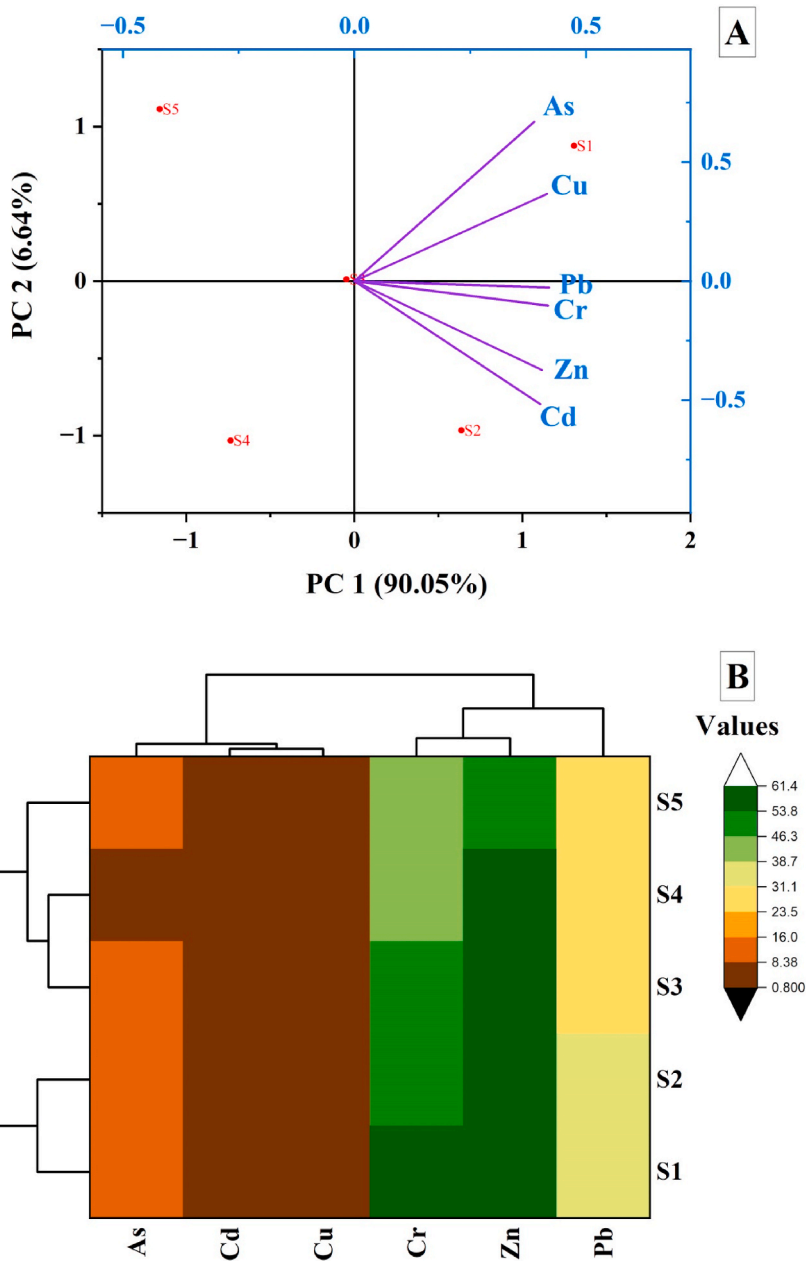 −0.5 0.0 0.5
A
S5
1
As
S1
0.5
Cu
PC 2 (6.64%)
0
S
Pb
0.0
Cr
Zn
−0.5
Cd
−1
S4
S2
−1 0 1 2
PC 1 (90.05%)
B
Values
61.4
53.8
46.3
38.7
31.1
23.5
16.0
8.38
0.800
S5
S4
S3
S2
S1
As Cd Cu Cr Zn Pb